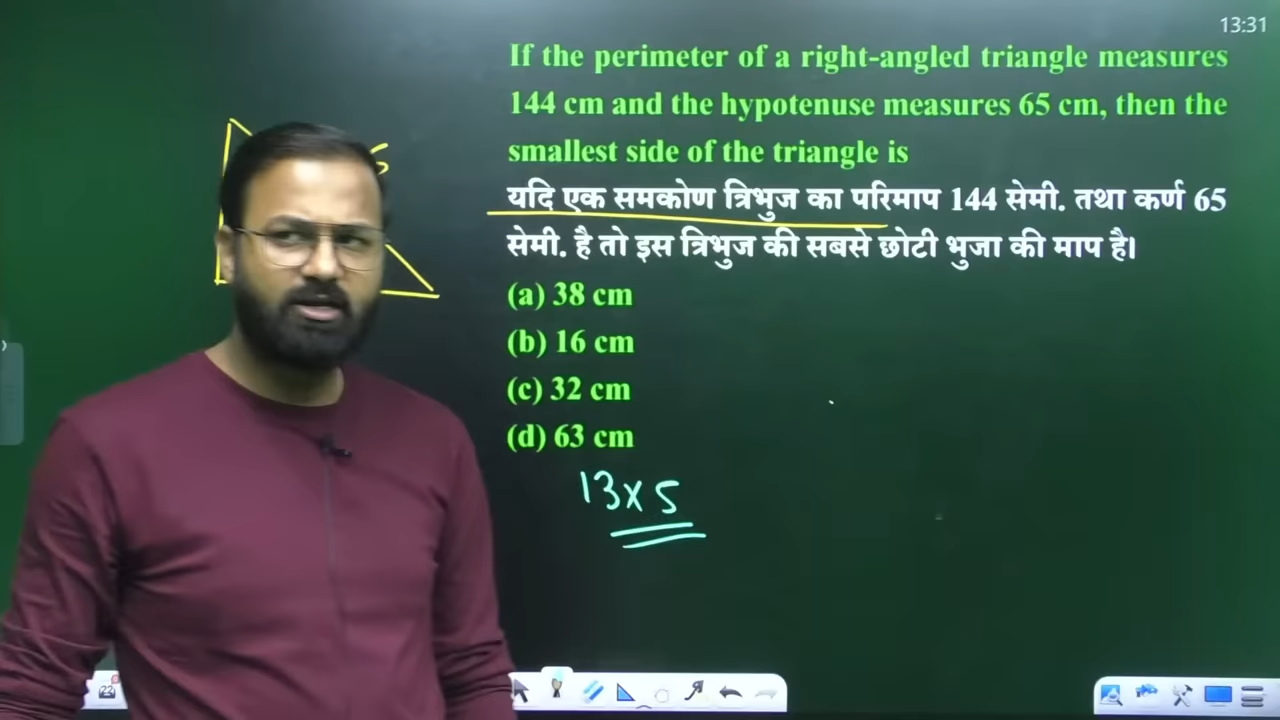 13:31
If the perimeter of a right-angled triangle measures
144 cm and the hypotenuse measures 65 cm, then the
smallest side of the triangle is
यदि एक समकोण त्रिभुज का परिमाप 144 सेमी. तथा कर्ण 65
सेमी. है तो इस त्रिभुज की सबसे छोटी भुजा की माप है।
(a) 38 cm
(b) 16 cm
(c) 32 cm
(d) 63 cm
13x5